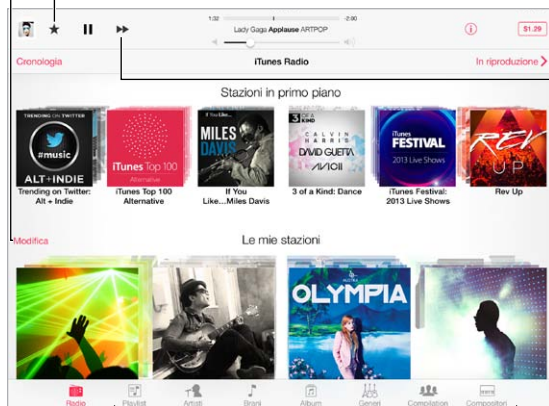 1:32
-2:00
Lady Gaga Applause ARTPOP
$1.29
Cronologia
iTunes Radio
In riproduzione
Stazioni in primo piano
TRENDING ON TWITTER
#music
ALT+INDIE
iTunes Top 100
Alternative
If You Like...
MILES
DAVIS
3 OF A
KIND
CALVIN
HARRIS
DAVID GUETTA
AVICII
iTunes
FESTIVAL
2013 Live Shows
REV
UP
Trending on Twitter:
Alt + Indie
iTunes Top 100
Alternative
If You
Like...Miles Davis
3 of a Kind: Dance
iTunes Festival:
2013 Live Shows
Rev Up
Modifica
Le mie stazioni
OLYMPIA
Radio
Playlist
Artisti
Brani
Album
Generi
Compilation
Compositori